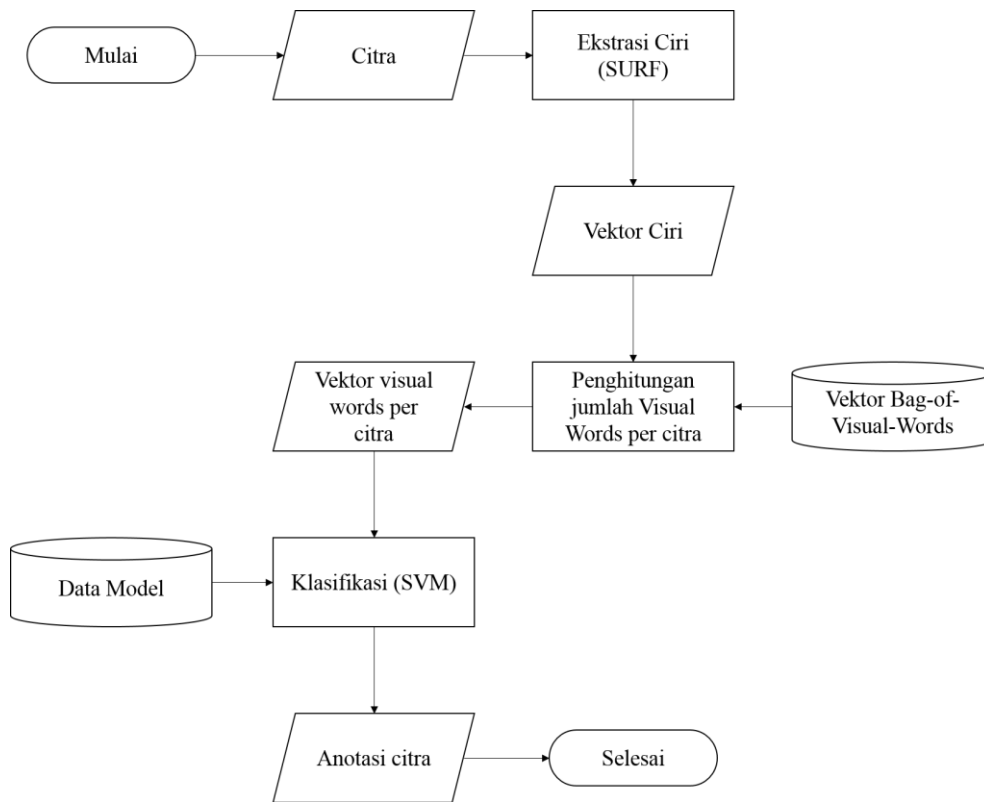 Mulai
Citra
Ekstrasi Ciri
(SURF)
Vektor Ciri
Vektor visual
words per
citra
Penghitungan
jumlah Visual
Words per citra
Vektor Bag-of-
Visual-Words
Data Model
Klasifikasi (SVM)
Anotasi citra
Selesai